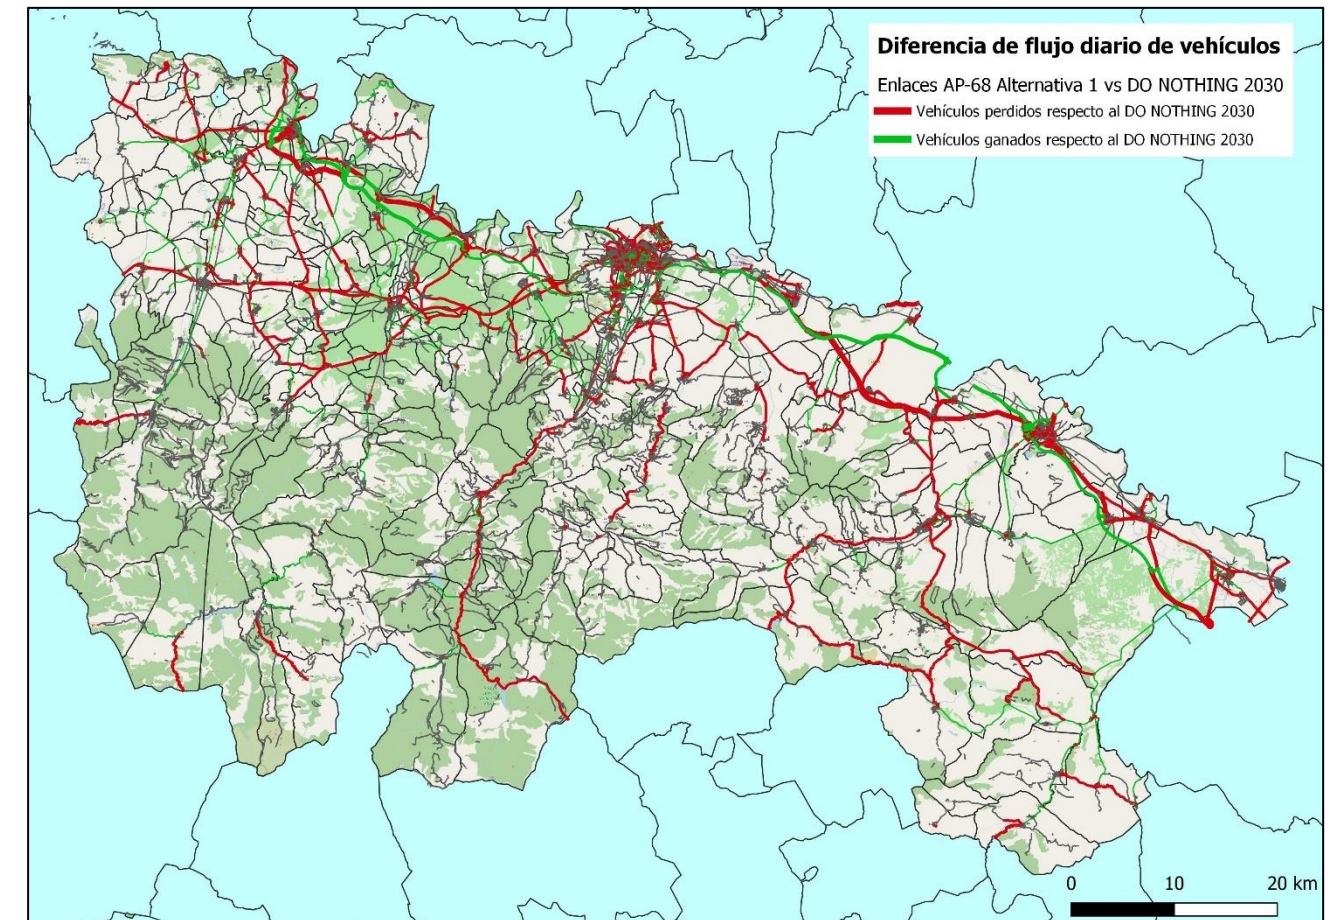 Diferencia de flujo diario de vehículos
Enlaces AP-68 Alternativa 1 vs DO NOTHING 2030
Vehículos perdidos respecto al DO NOTHING 2030
Vehículos ganados respecto al DO NOTHING 2030
0 10 20 km